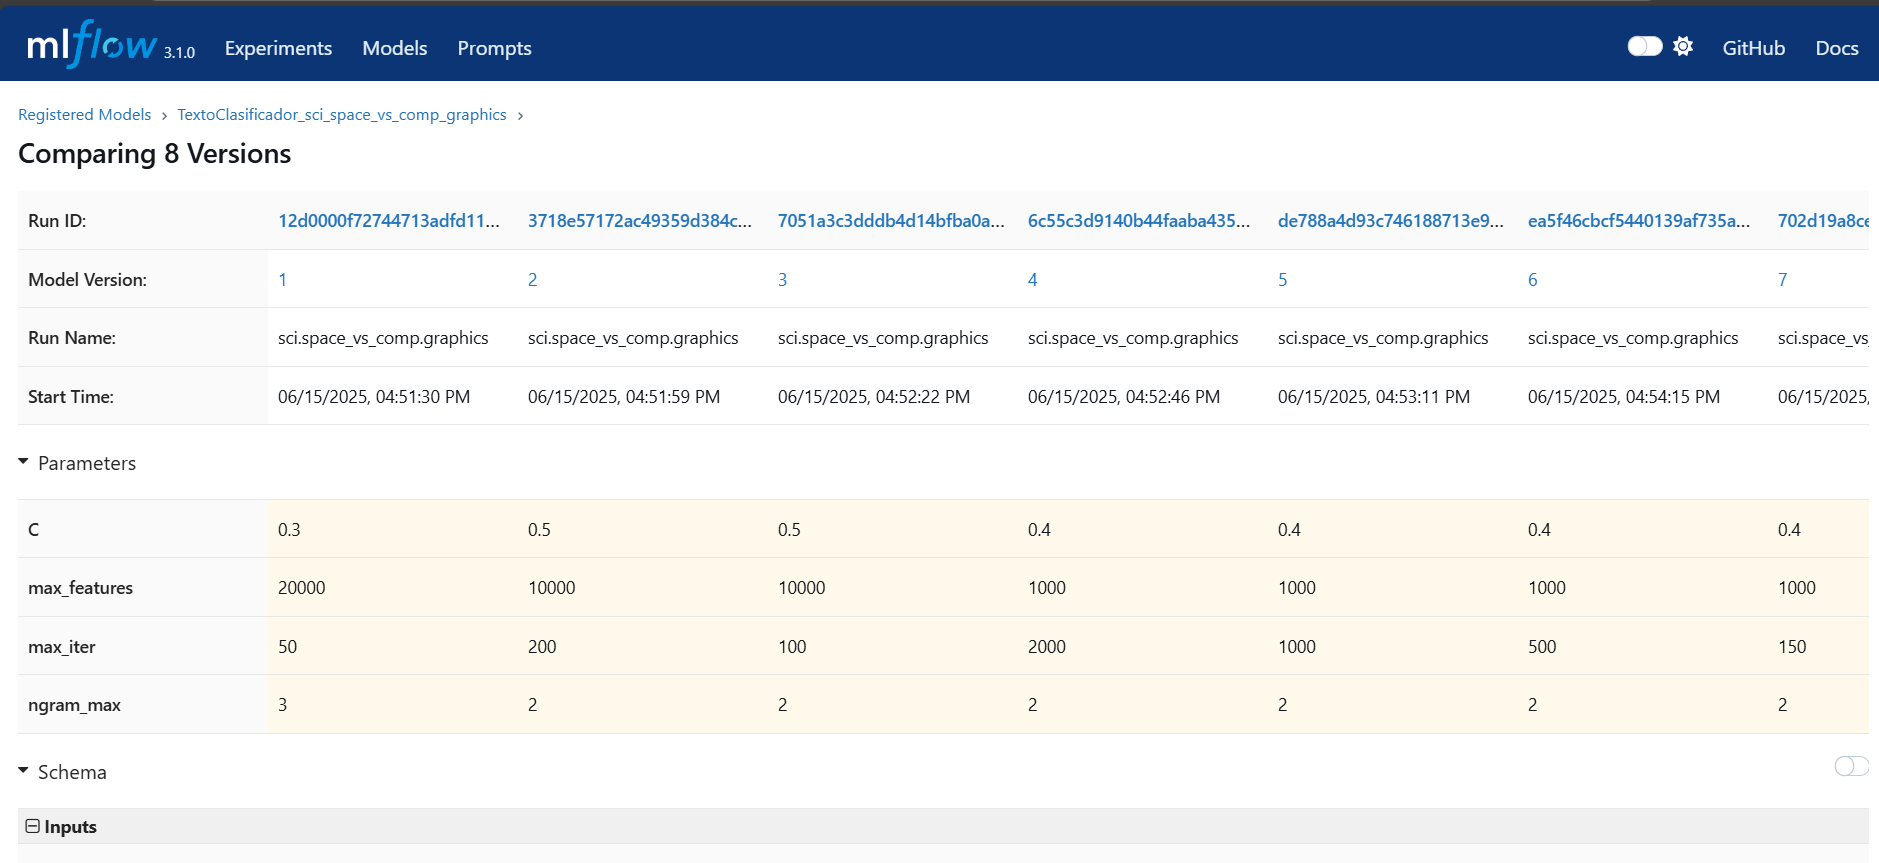 mlflow 3.1.0 Experiments Models Prompts GitHub Docs
Registered Models › TextoClasificador_sci_space_vs_comp_graphics ›
Comparing 8 Versions
Run ID: 12d0000f72744713adfd11... 3718e57172ac49359d384c... 7051a3c3dddb4d14bfba0a... 6c55c3d9140b44faaba435... de788a4d93c746188713e9... ea5f46cbcf5440139af735a... 702d19a8ce
Model Version: 1 2 3 4 5 6 7
Run Name: sci.space_vs_comp.graphics sci.space_vs_comp.graphics sci.space_vs_comp.graphics sci.space_vs_comp.graphics sci.space_vs_comp.graphics sci.space_vs_comp.graphics sci.space_vs
Start Time: 06/15/2025, 04:51:30 PM 06/15/2025, 04:51:59 PM 06/15/2025, 04:52:22 PM 06/15/2025, 04:52:46 PM 06/15/2025, 04:53:11 PM 06/15/2025, 04:54:15 PM 06/15/2025,
Parameters
C 0.3 0.5 0.5 0.4 0.4 0.4 0.4
max_features 20000 10000 10000 1000 1000 1000 1000
max_iter 50 200 100 2000 1000 500 150
ngram_max 3 2 2 2 2 2 2
Schema
Inputs